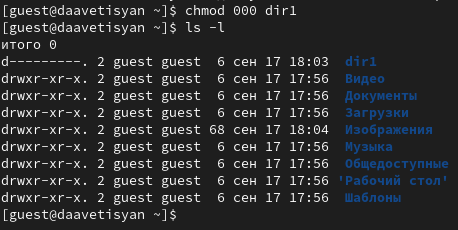 [guest@daavetisyan ~]$ chmod 000 dir1
[guest@daavetisyan ~]$ ls -l
итого 0
d---------. 2 guest guest  6 сен 17 18:03  dir1
drwxr-xr-x. 2 guest guest  6 сен 17 17:56  Видео
drwxr-xr-x. 2 guest guest  6 сен 17 17:56  Документы
drwxr-xr-x. 2 guest guest  6 сен 17 17:56  Загрузки
drwxr-xr-x. 2 guest guest 68 сен 17 18:04  Изображения
drwxr-xr-x. 2 guest guest  6 сен 17 17:56  Музыка
drwxr-xr-x. 2 guest guest  6 сен 17 17:56  Общедоступные
drwxr-xr-x. 2 guest guest  6 сен 17 17:56 'Рабочий стол'
drwxr-xr-x. 2 guest guest  6 сен 17 17:56  Шаблоны
[guest@daavetisyan ~]$